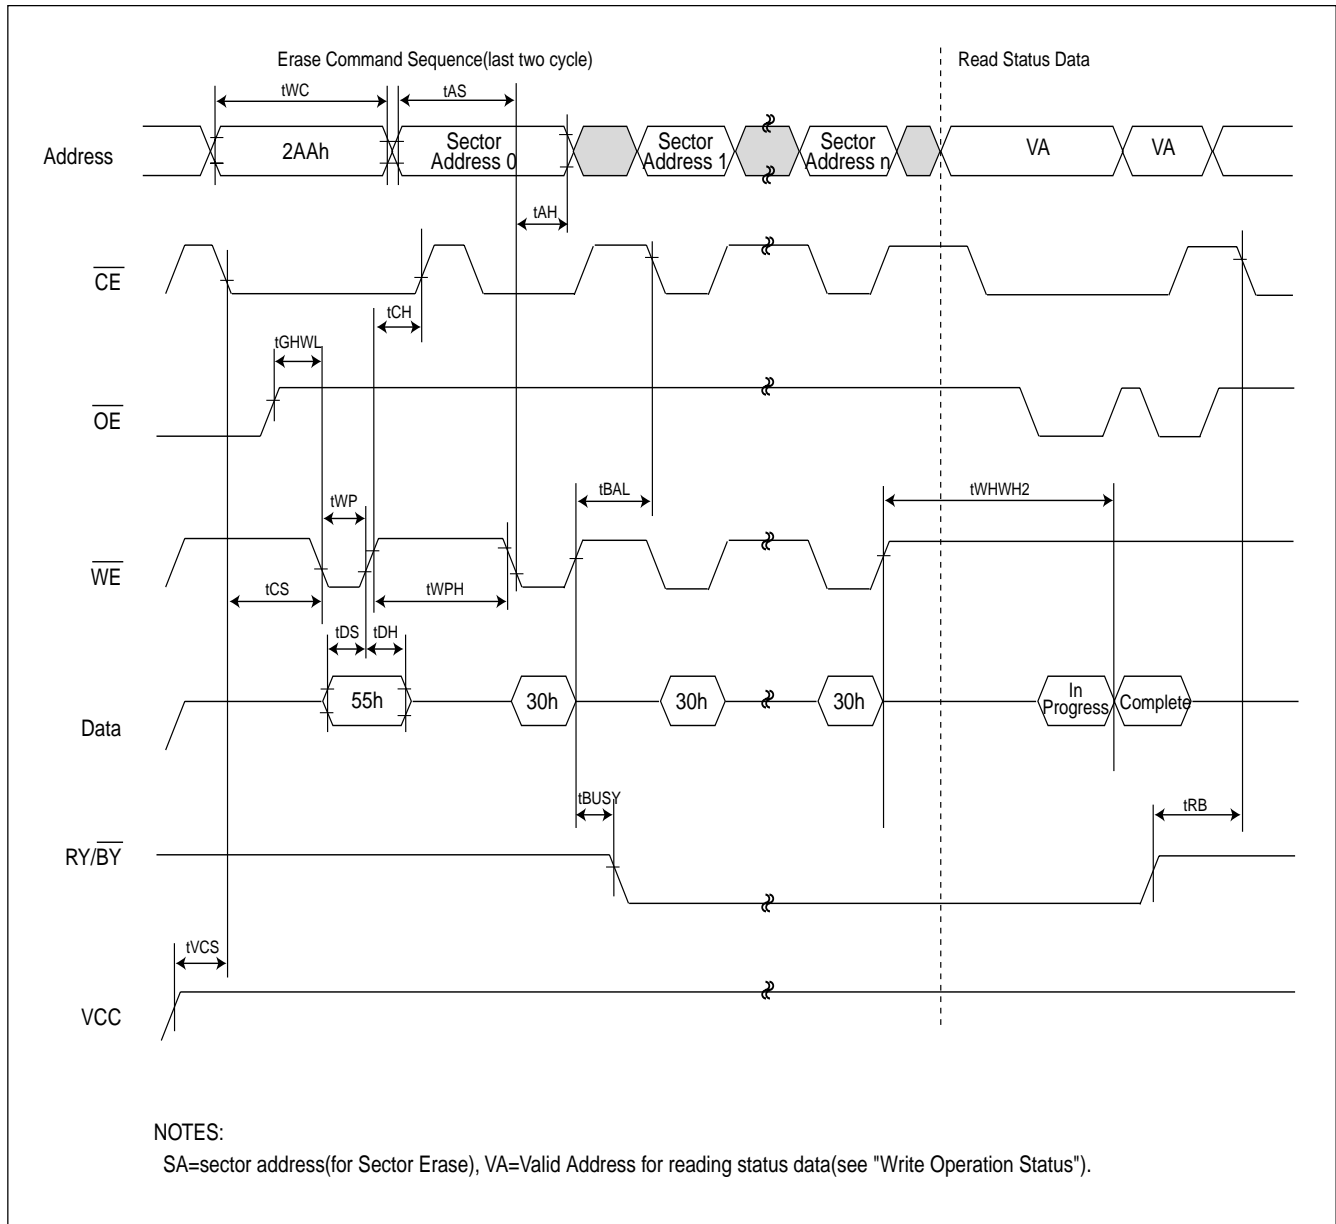 Erase Command Sequence(last two cycle)
Read Status Data
tWC
tAS
Address
2AAh
Sector
Address 0
Sector
Address 1
Sector
Address n
VA
VA
tAH
CE
tCH
tGHWL
OE
tWP
tBAL
tWHWH2
WE
tCS
tWPH
tDS
tDH
Data
55h
30h
30h
30h
In
Progress
Complete
tBUSY
tRB
RY/BY
tVCS
VCC
NOTES:
SA=sector address(for Sector Erase), VA=Valid Address for reading status data(see "Write Operation Status").